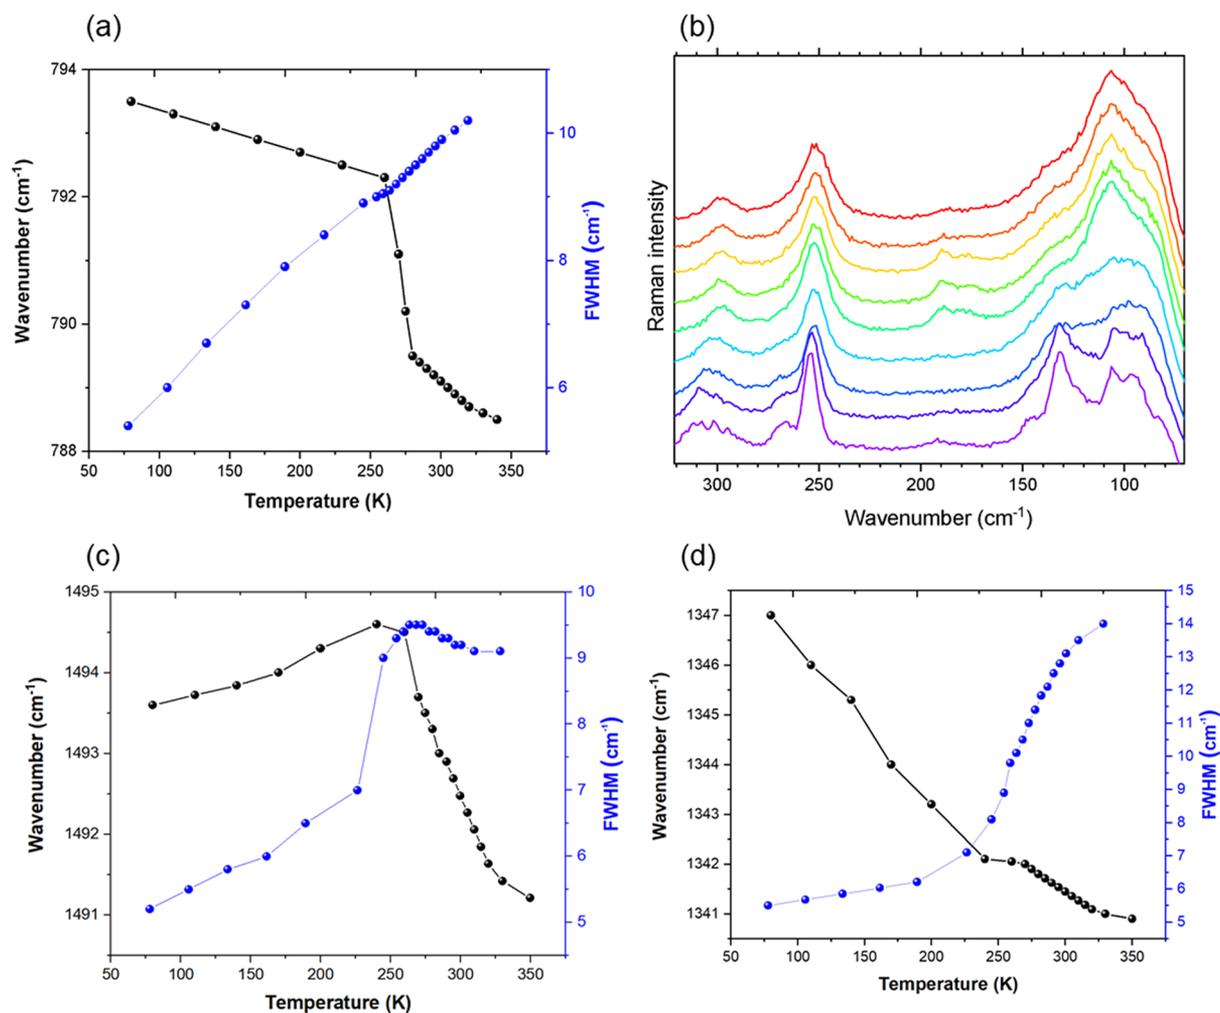 (a)
794
792
790
788
Wavenumber (cm-1)
10
8
6
FWHM (cm-1)
50 100 150 200 250 300 350
Temperature (K)
(b)
Raman intensity
300 250 200 150 100
Wavenumber (cm-1)
(c)
1495
1494
1493
1492
1491
Wavenumber (cm-1)
10
9
8
7
6
5
FWHM (cm-1)
50 100 150 200 250 300 350
Temperature (K)
(d)
1347
1346
1345
1344
1343
1342
1341
Wavenumber (cm-1)
15
14
13
12
11
10
9
8
7
6
5
FWHM (cm-1)
50 100 150 200 250 300 350
Temperature (K)